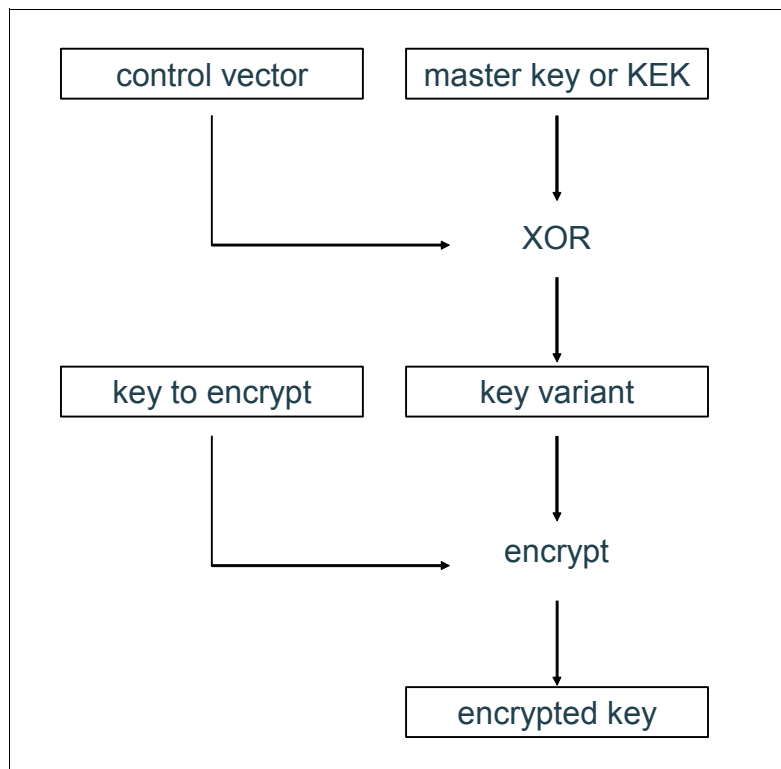 control vector
master key or KEK
XOR
key to encrypt
key variant
encrypt
encrypted key